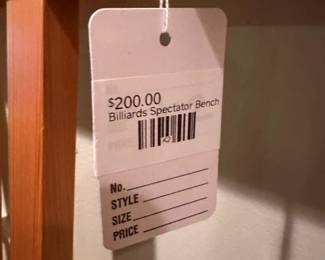 $200.00
Billiards Spectator Bench
No.
STYLE
SIZE
PRICE